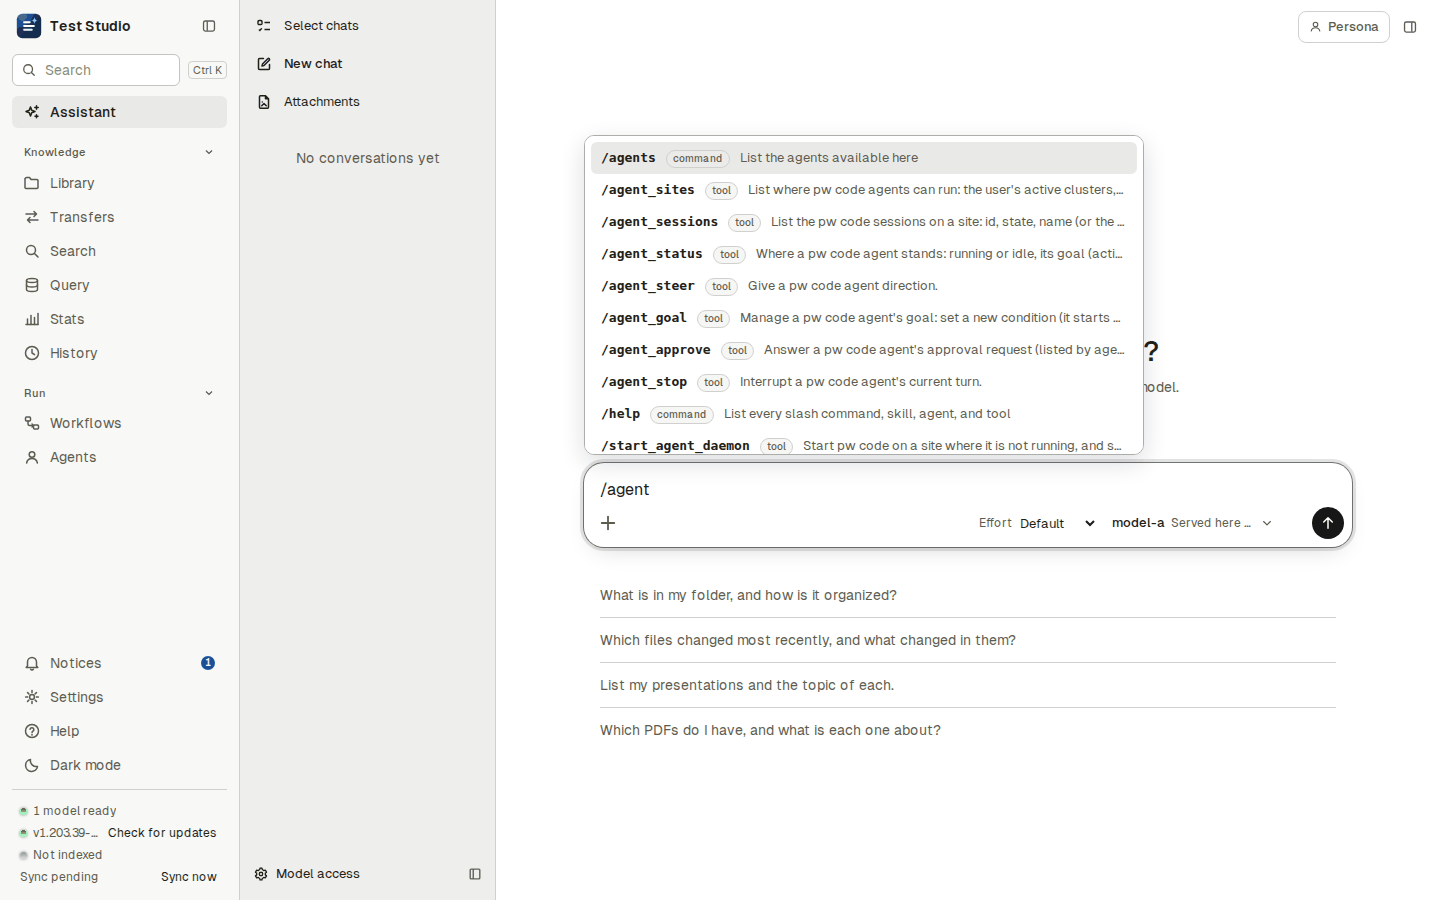 Test Studio
Search
Ctrl K
Assistant
Knowledge
Library
Transfers
Search
Query
Stats
History
Run
Workflows
Agents
Notices 1
Settings
Help
Dark mode
1 model ready
v1.203.39-... Check for updates
Not indexed
Sync pending Sync now
Select chats
New chat
Attachments
No conversations yet
Model access
Persona
/agents command List the agents available here
/agent_sites tool List where pw code agents can run: the user's active clusters,...
/agent_sessions tool List the pw code sessions on a site: id, state, name (or the ...
/agent_status tool Where a pw code agent stands: running or idle, its goal (acti...
/agent_steer tool Give a pw code agent direction.
/agent_goal tool Manage a pw code agent's goal: set a new condition (it starts ...
/agent_approve tool Answer a pw code agent's approval request (listed by age...
/agent_stop tool Interrupt a pw code agent's current turn.
/help command List every slash command, skill, agent, and tool
/start_agent_daemon tool Start pw code on a site where it is not running, and s...
?
model.
/agent
Effort Default model-a Served here ...
What is in my folder, and how is it organized?
Which files changed most recently, and what changed in them?
List my presentations and the topic of each.
Which PDFs do I have, and what is each one about?